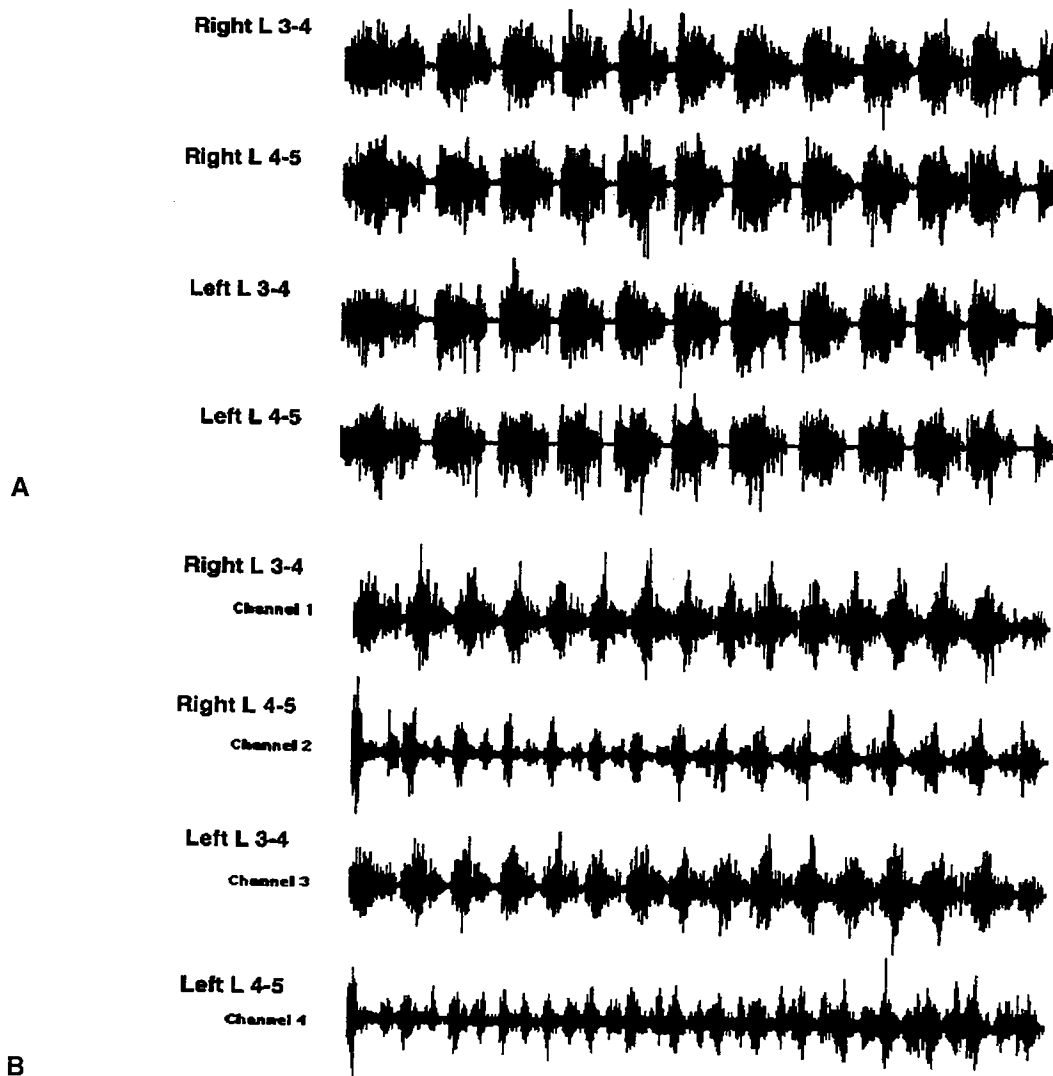 Right L 3-4
Right L 4-5
Left L 3-4
Left L 4-5
A
Right L 3-4
Channel 1
Right L 4-5
Channel 2
Left L 3-4
Channel 3
Left L 4-5
Channel 4
B